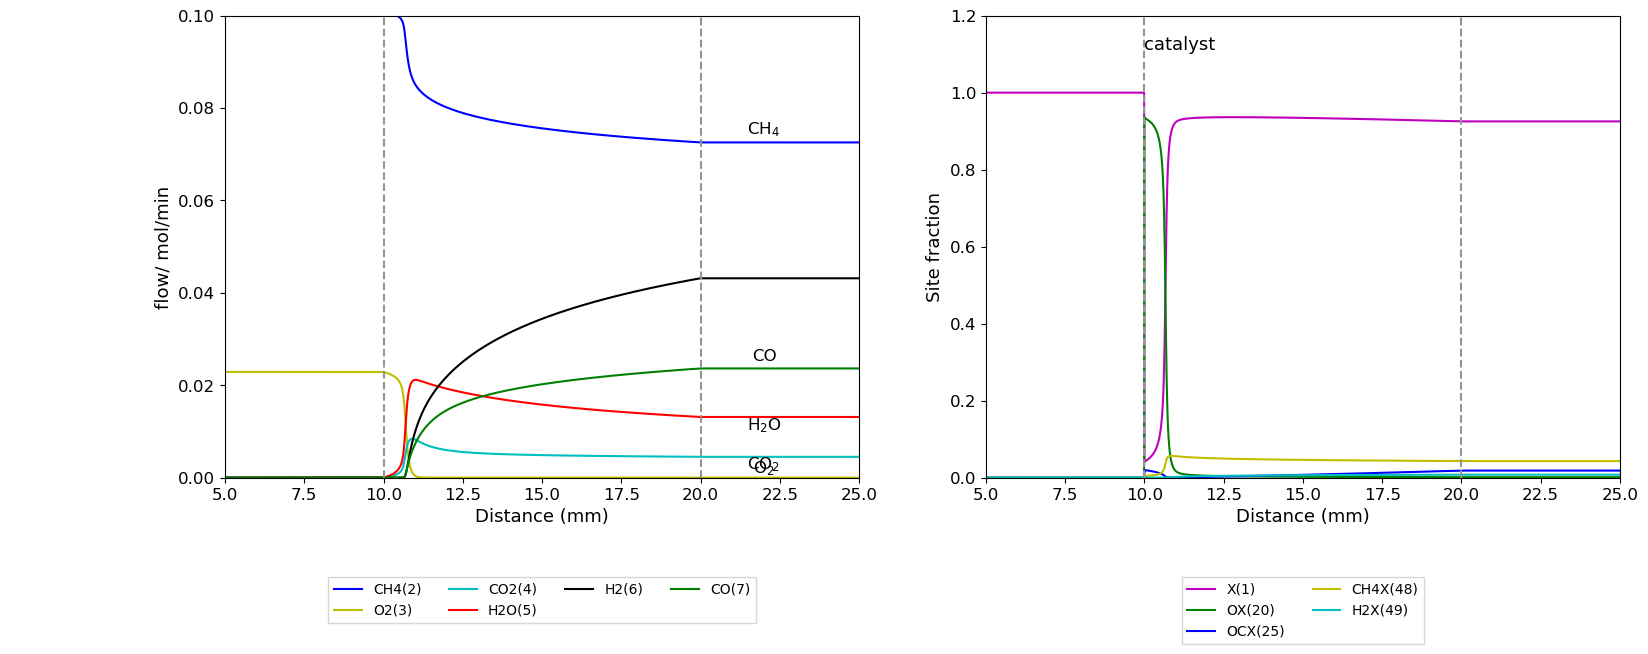 0.10
0.08
0.06
0.04
0.02
0.00
flow/ mol/min
5.0 7.5 10.0 12.5 15.0 17.5 20.0 22.5 25.0
Distance (mm)
CH₄
CO
H₂O
CO₂
O₂
CH4(2) CO2(4) H2(6) CO(7)
O2(3) H2O(5)
1.2
1.0
0.8
0.6
0.4
0.2
0.0
Site fraction
catalyst
5.0 7.5 10.0 12.5 15.0 17.5 20.0 22.5 25.0
Distance (mm)
X(1) CH4X(48)
OX(20) H2X(49)
OCX(25)